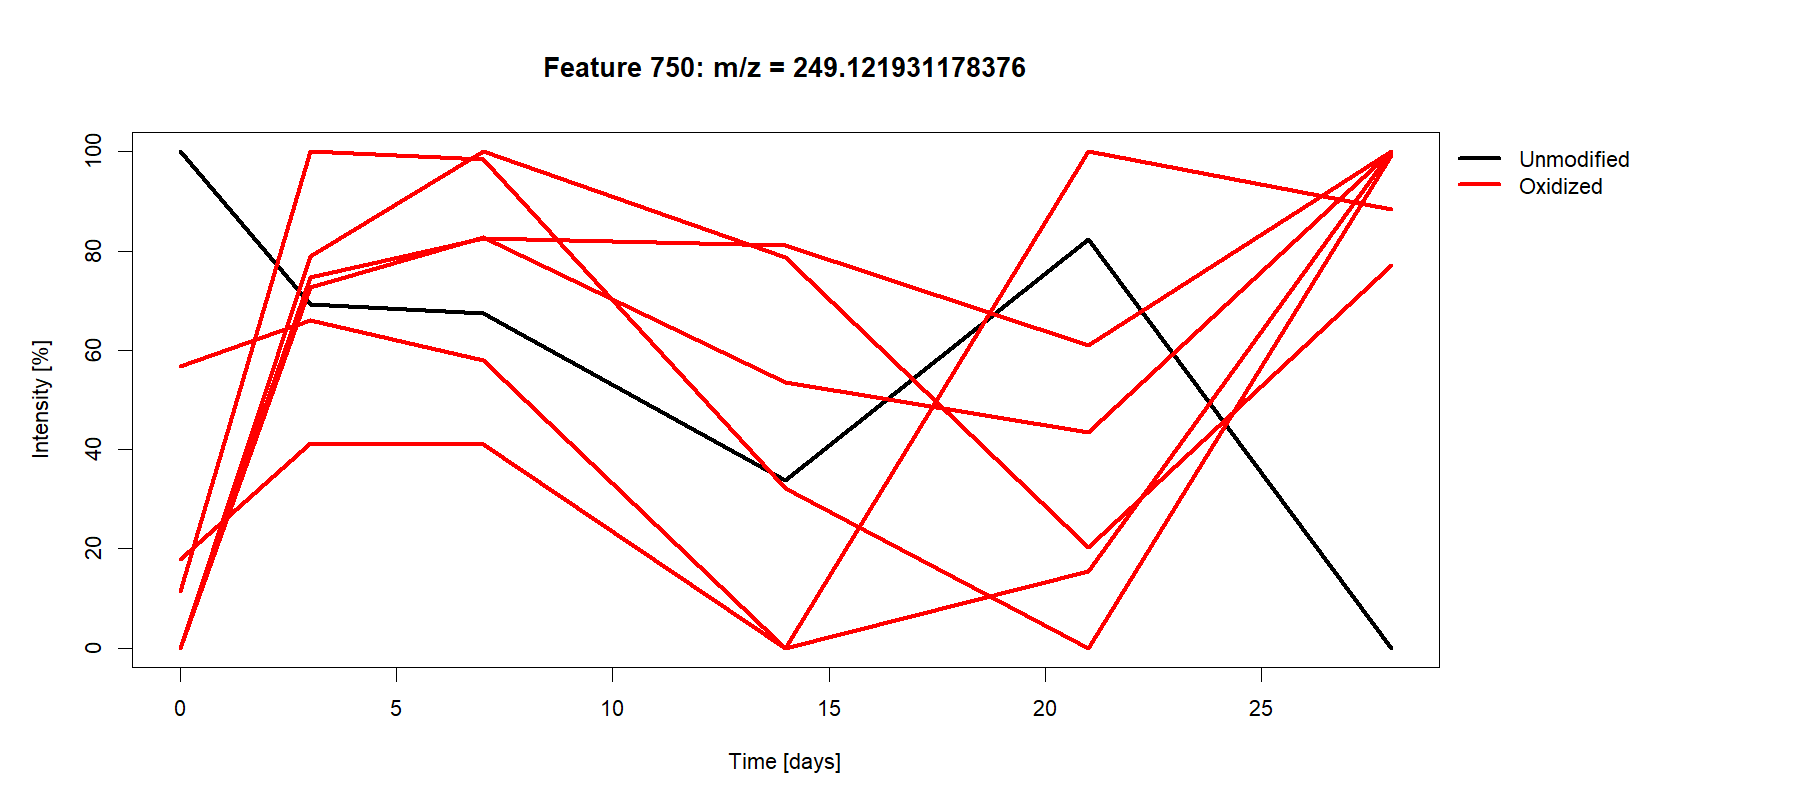 Feature 750: m/z = 249.121931178376
Unmodified
Oxidized
Intensity [%]
100
80
60
40
20
0
0 5 10 15 20 25
Time [days]